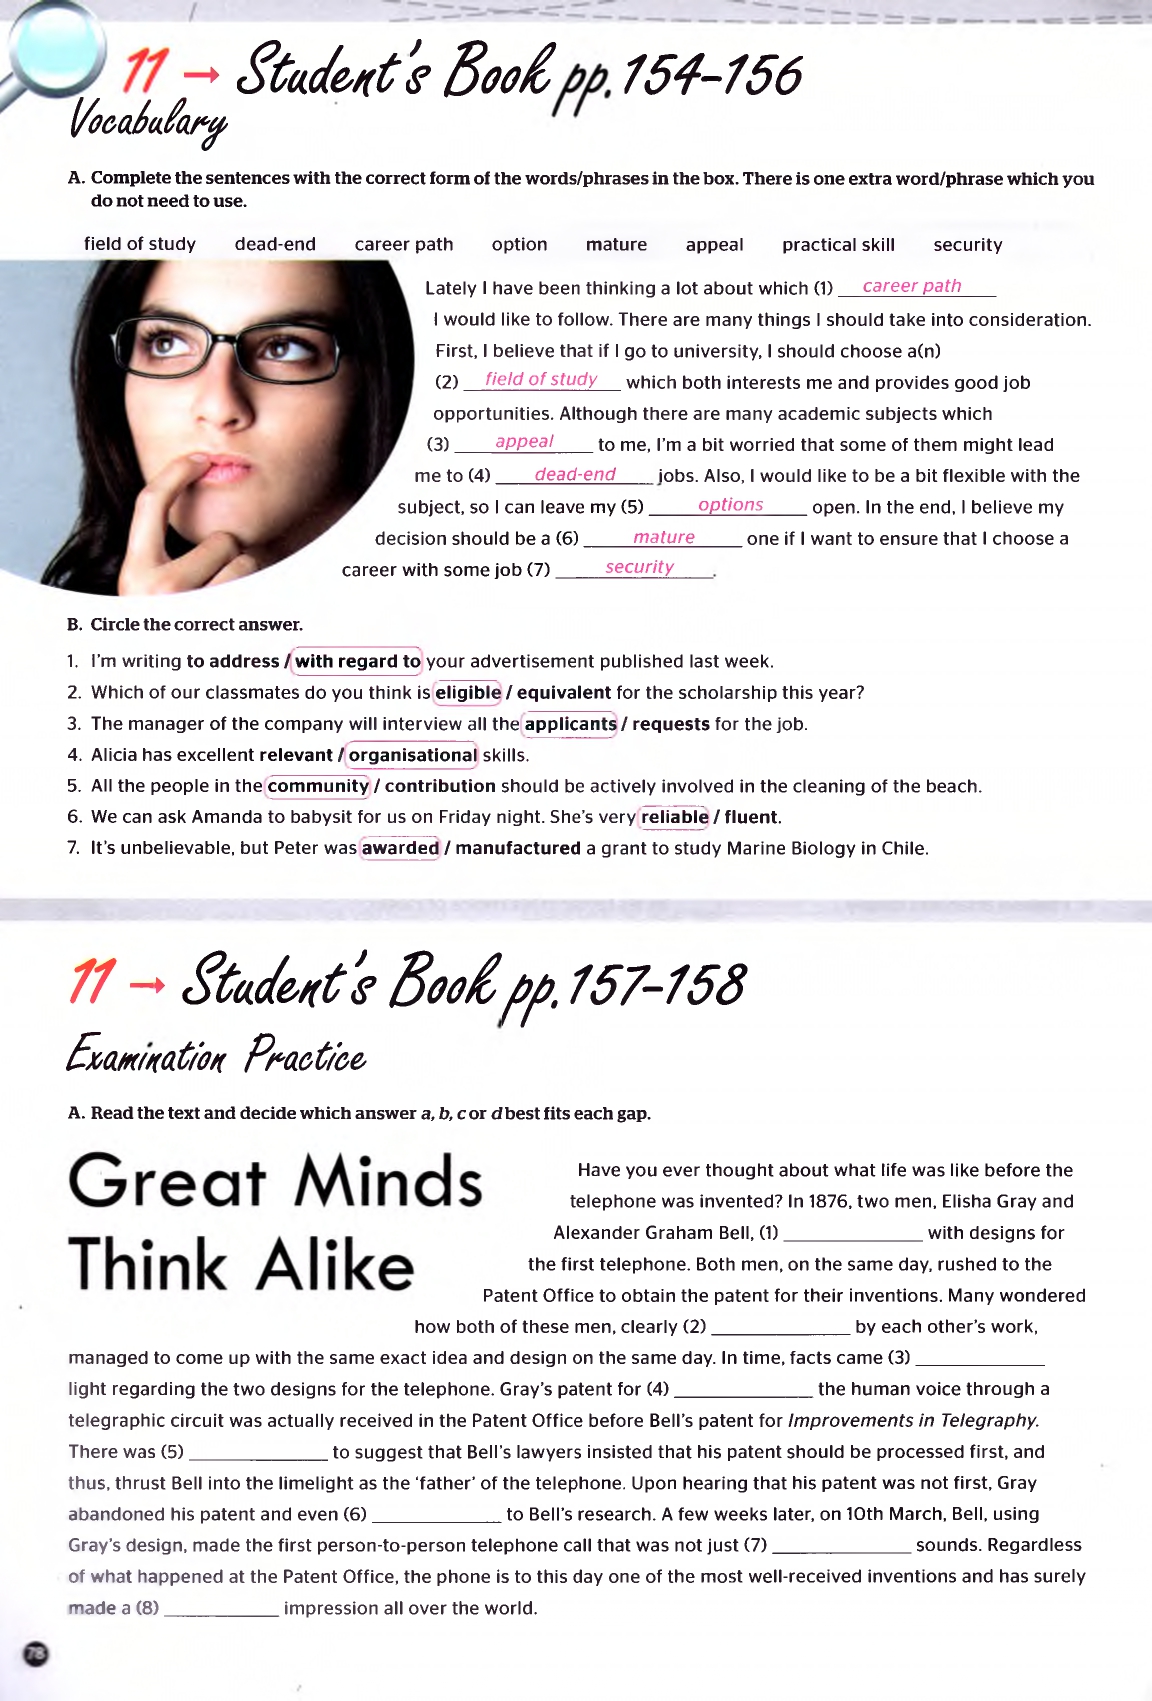 11 → Student's Book pp. 154-156
Vocabulary
A. Complete the sentences with the correct form of the words/phrases in the box. There is one extra word/phrase which you
do not need to use.
field of study dead-end career path option mature appeal practical skill security
Lately I have been thinking a lot about which (1) career path
I would like to follow. There are many things I should take into consideration.
First, I believe that if I go to university, I should choose a(n)
(2) field of study which both interests me and provides good job
opportunities. Although there are many academic subjects which
(3) appeal to me, I'm a bit worried that some of them might lead
me to (4) dead-end jobs. Also, I would like to be a bit flexible with the
subject, so I can leave my (5) options open. In the end, I believe my
decision should be a (6) mature one if I want to ensure that I choose a
career with some job (7) security.
B. Circle the correct answer.
1. I'm writing to address / with regard to your advertisement published last week.
2. Which of our classmates do you think is eligible / equivalent for the scholarship this year?
3. The manager of the company will interview all the applicants / requests for the job.
4. Alicia has excellent relevant / organisational skills.
5. All the people in the community / contribution should be actively involved in the cleaning of the beach.
6. We can ask Amanda to babysit for us on Friday night. She's very reliable / fluent.
7. It's unbelievable, but Peter was awarded / manufactured a grant to study Marine Biology in Chile.
11 → Student's Book pp. 157-158
Examination Practice
A. Read the text and decide which answer a, b, c or d best fits each gap.
Great Minds
Think Alike
Have you ever thought about what life was like before the
telephone was invented? In 1876, two men, Elisha Gray and
Alexander Graham Bell, (1) ______________ with designs for
the first telephone. Both men, on the same day, rushed to the
Patent Office to obtain the patent for their inventions. Many wondered
how both of these men, clearly (2) ______________ by each other's work,
managed to come up with the same exact idea and design on the same day. In time, facts came (3) ______________
light regarding the two designs for the telephone. Gray's patent for (4) ______________ the human voice through a
telegraphic circuit was actually received in the Patent Office before Bell's patent for Improvements in Telegraphy.
There was (5) ______________ to suggest that Bell's lawyers insisted that his patent should be processed first, and
thus, thrust Bell into the limelight as the 'father' of the telephone. Upon hearing that his patent was not first, Gray
abandoned his patent and even (6) ______________ to Bell's research. A few weeks later, on 10th March, Bell, using
Gray's design, made the first person-to-person telephone call that was not just (7) ______________ sounds. Regardless
of what happened at the Patent Office, the phone is to this day one of the most well-received inventions and has surely
made a (8) ____________ impression all over the world.
78